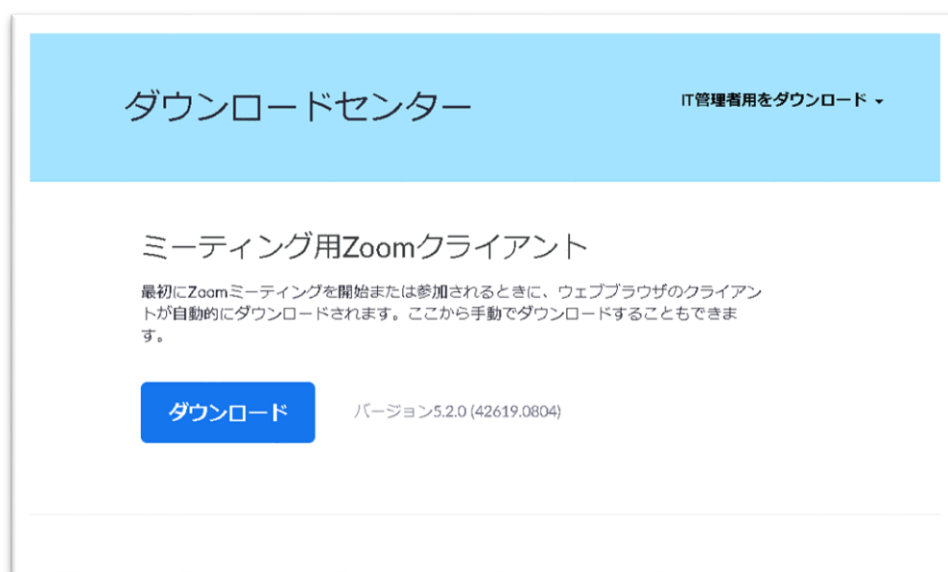 ダウンロードセンター
IT管理者用をダウンロード
ミーティング用Zoomクライアント
最初にZoomミーティングを開始または参加されるときに、ウェブブラウザのクライアン
トが自動的にダウンロードされます。ここから手動でダウンロードすることもできま
す。
ダウンロード
バージョン5.2.0 (42619.0804)